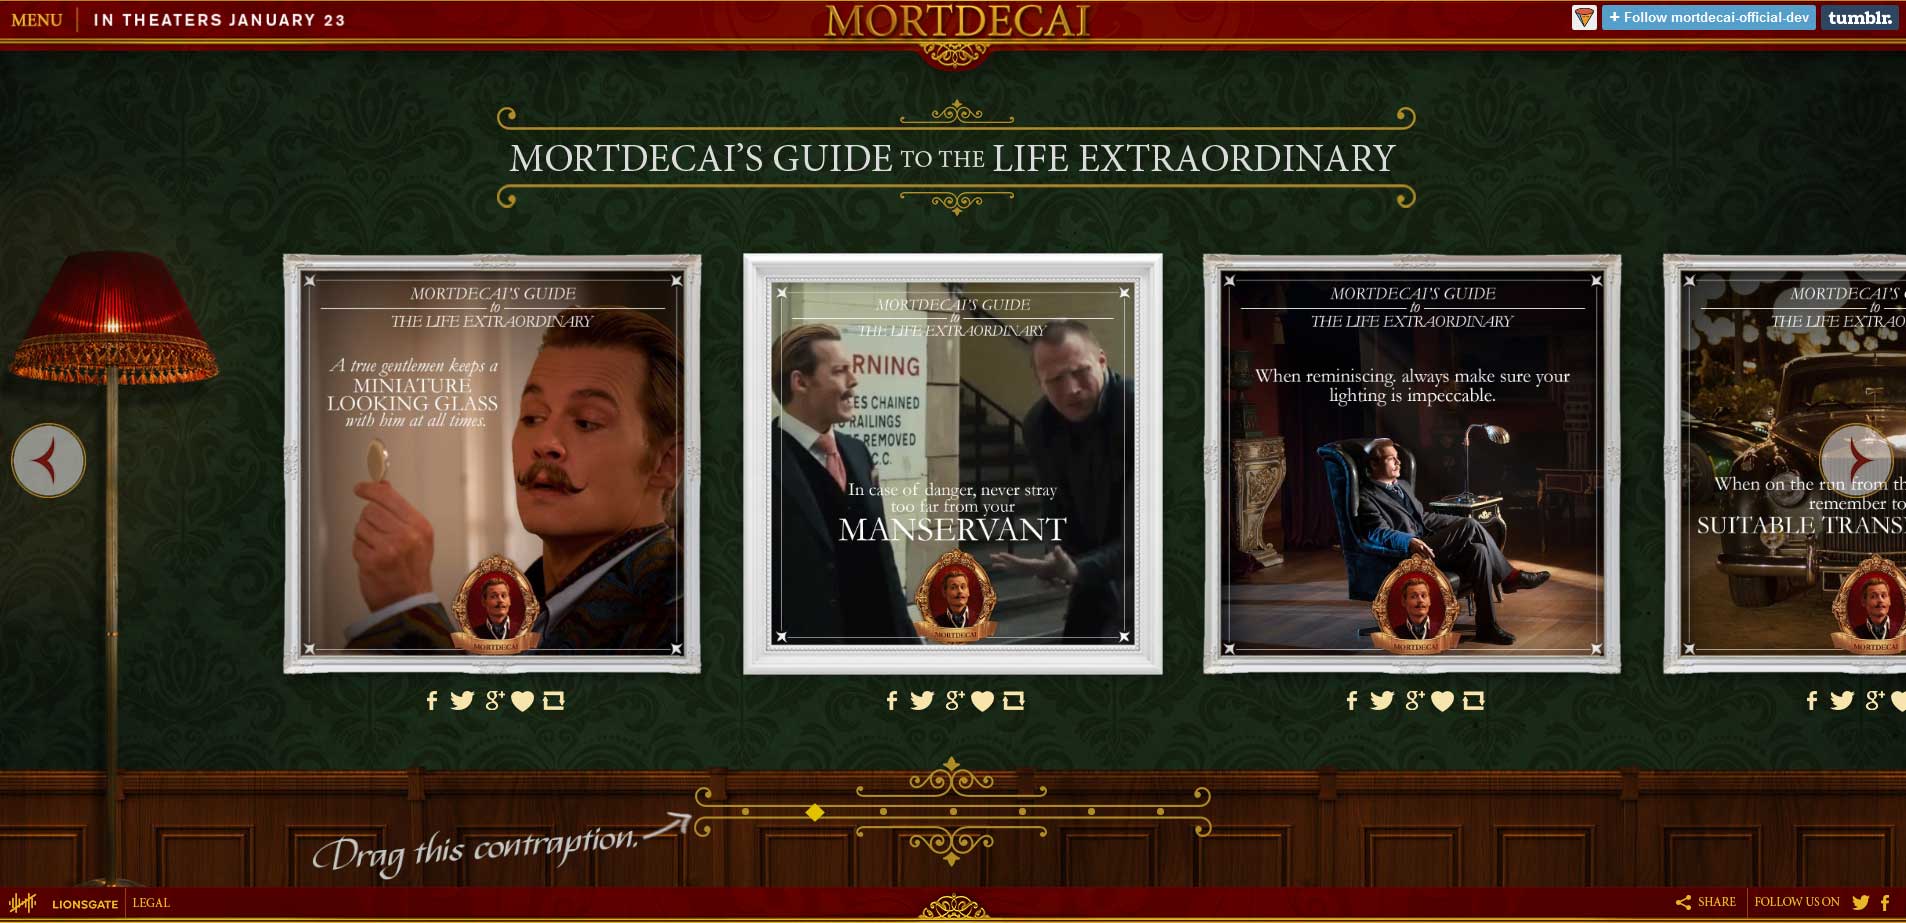 MENU
IN THEATERS JANUARY 23
MORTDECAI
+ Follow mortdecai-official-dev
tumblr.
MORTDECAI'S GUIDE TO THE LIFE EXTRAORDINARY
MORTDECAI'S GUIDE
to
THE LIFE EXTRAORDINARY
A true gentlemen keeps a
MINIATURE
LOOKING GLASS
with him at all times.
MORTDECAI
MORTDECAI'S GUIDE
to
THE LIFE EXTRAORDINARY
RNING
ES CHAINED
RAILINGS
REMOVED
C.C.
In case of danger, never stray
too far from your
MANSERVANT
MORTDECAI
MORTDECAI'S GUIDE
to
THE LIFE EXTRAORDINARY
When reminiscing. always make sure your
lighting is impeccable.
MORTDECAI
MORTDECAI'S
to
THE LIFE EXTRAO
When on the run from th
remember to
SUITABLE TRANS
MORTDECAI
Drag this contraption.
LIONSGATE
LEGAL
SHARE
FOLLOW US ON